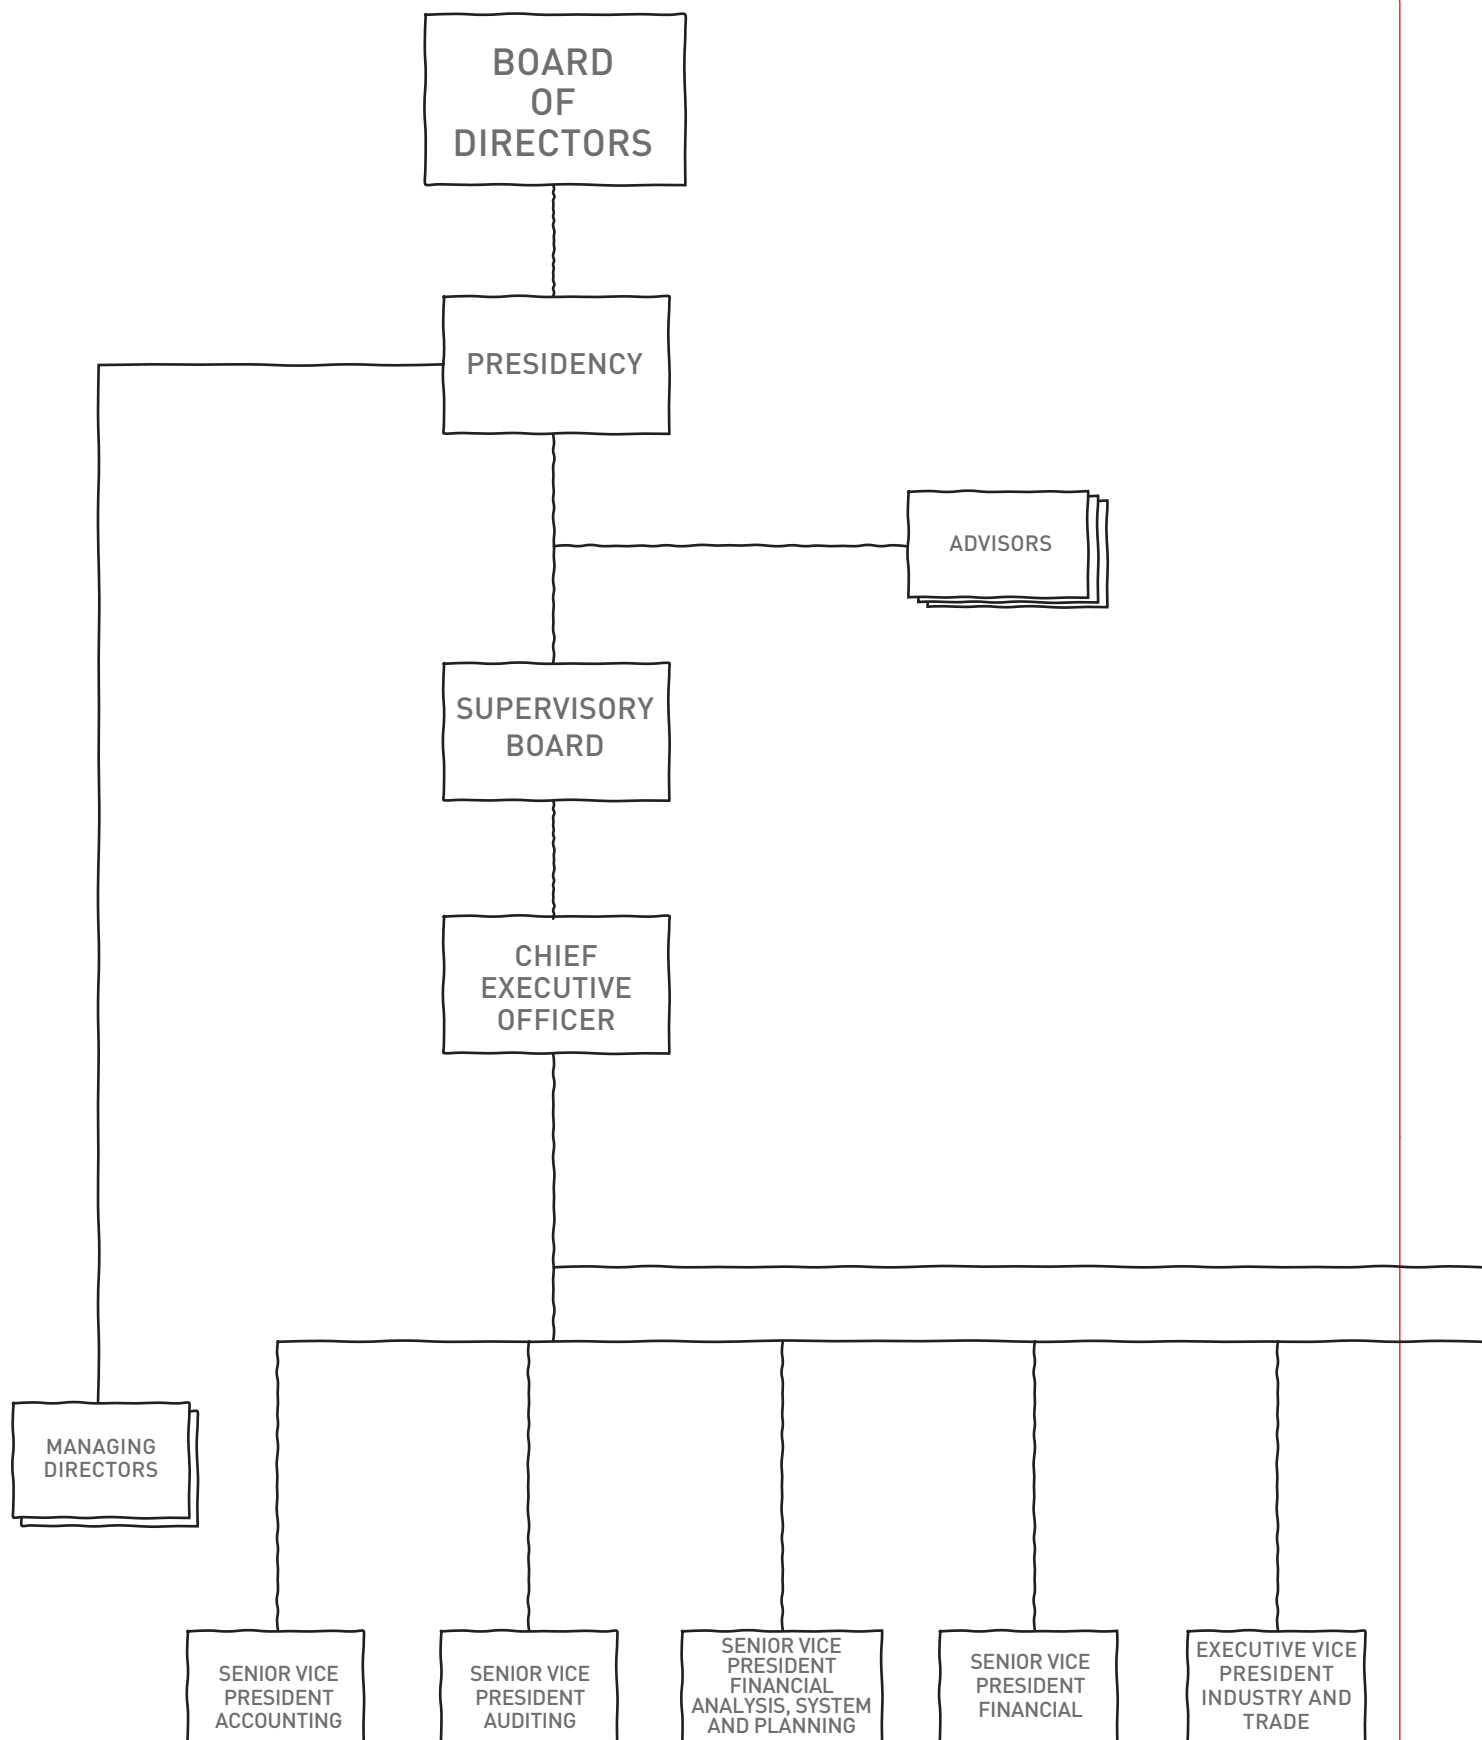 BOARD
OF
DIRECTORS
PRESIDENCY
ADVISORS
SUPERVISORY
BOARD
CHIEF
EXECUTIVE
OFFICER
MANAGING
DIRECTORS
SENIOR VICE
PRESIDENT
ACCOUNTING
SENIOR VICE
PRESIDENT
AUDITING
SENIOR VICE
PRESIDENT
FINANCIAL
ANALYSIS, SYSTEM
AND PLANNING
SENIOR VICE
PRESIDENT
FINANCIAL
EXECUTIVE VICE
PRESIDENT
INDUSTRY AND
TRADE